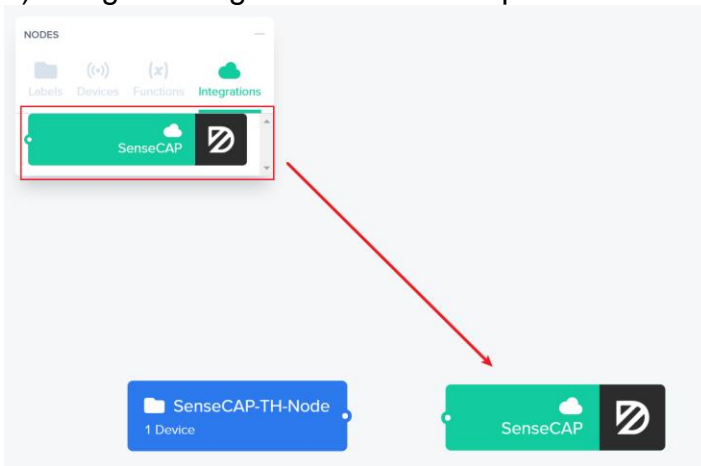 NODES
((•)) (x)
Labels Devices Functions Integrations
SenseCAP
SenseCAP-TH-Node
1 Device
SenseCAP